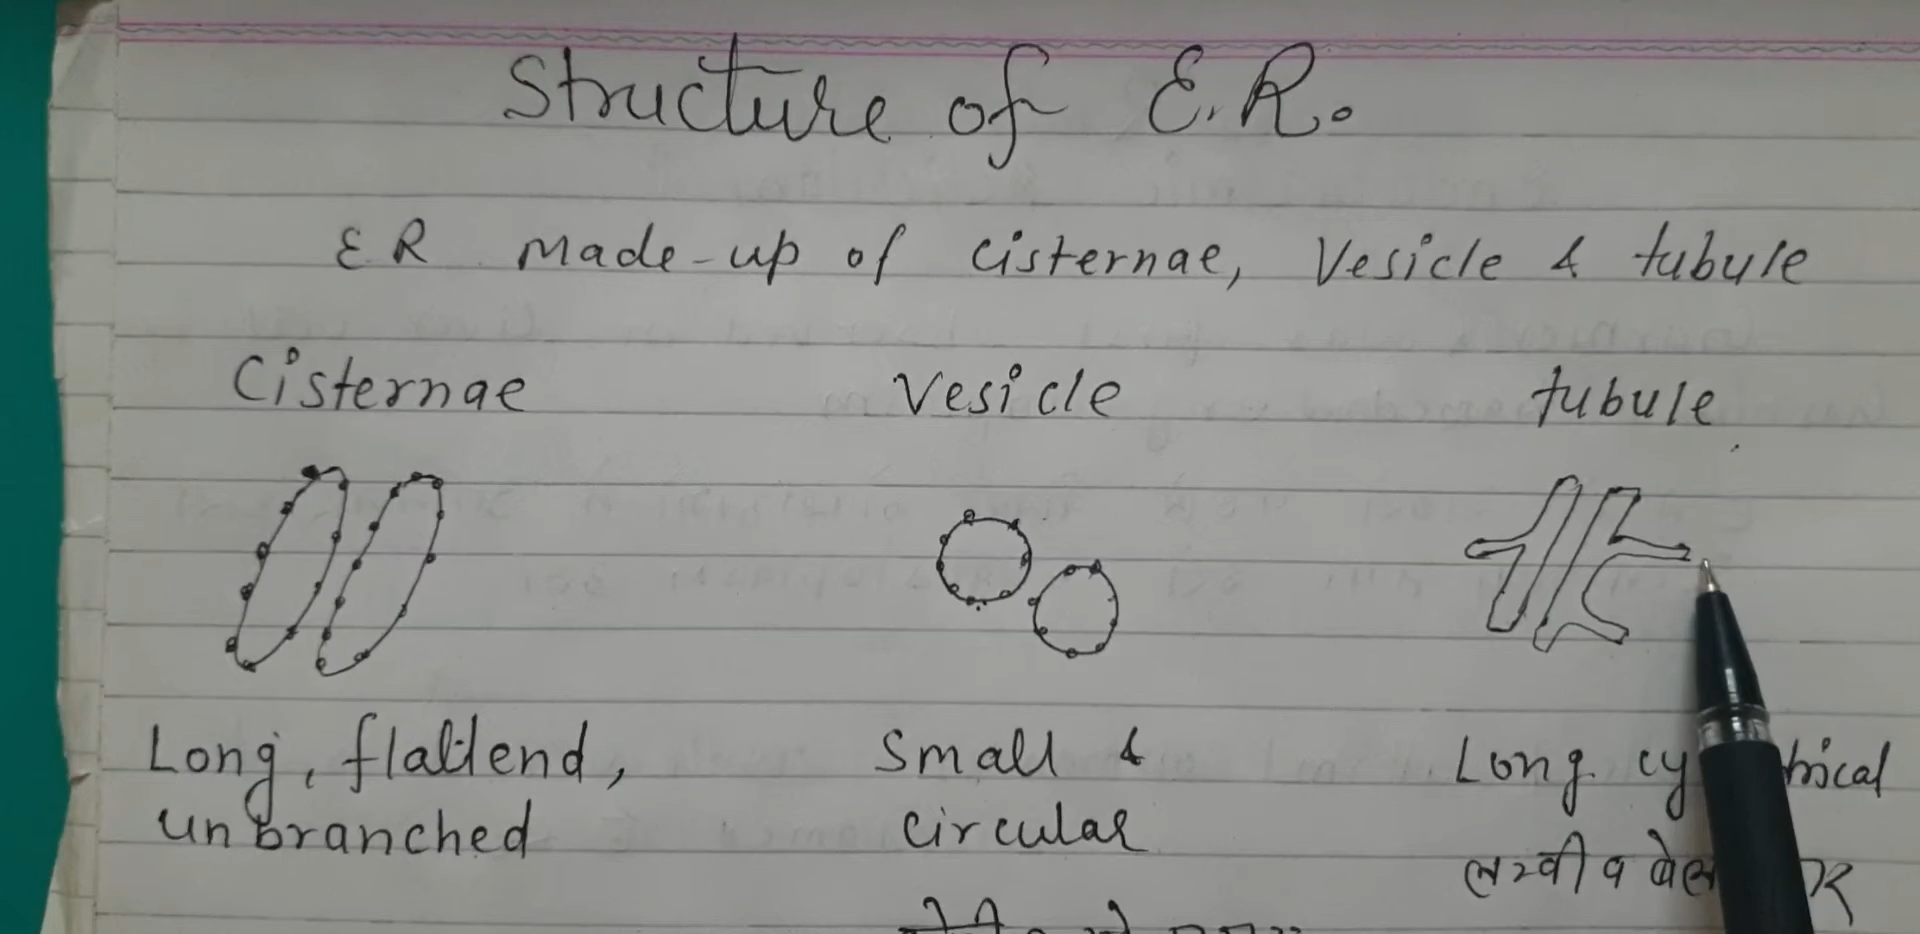 Structure of E.R.
ER made-up of cisternae, Vesicle & tubule
Cisternae Vesicle tubule
Long, flattend, Small & Long
unbranched circular
व